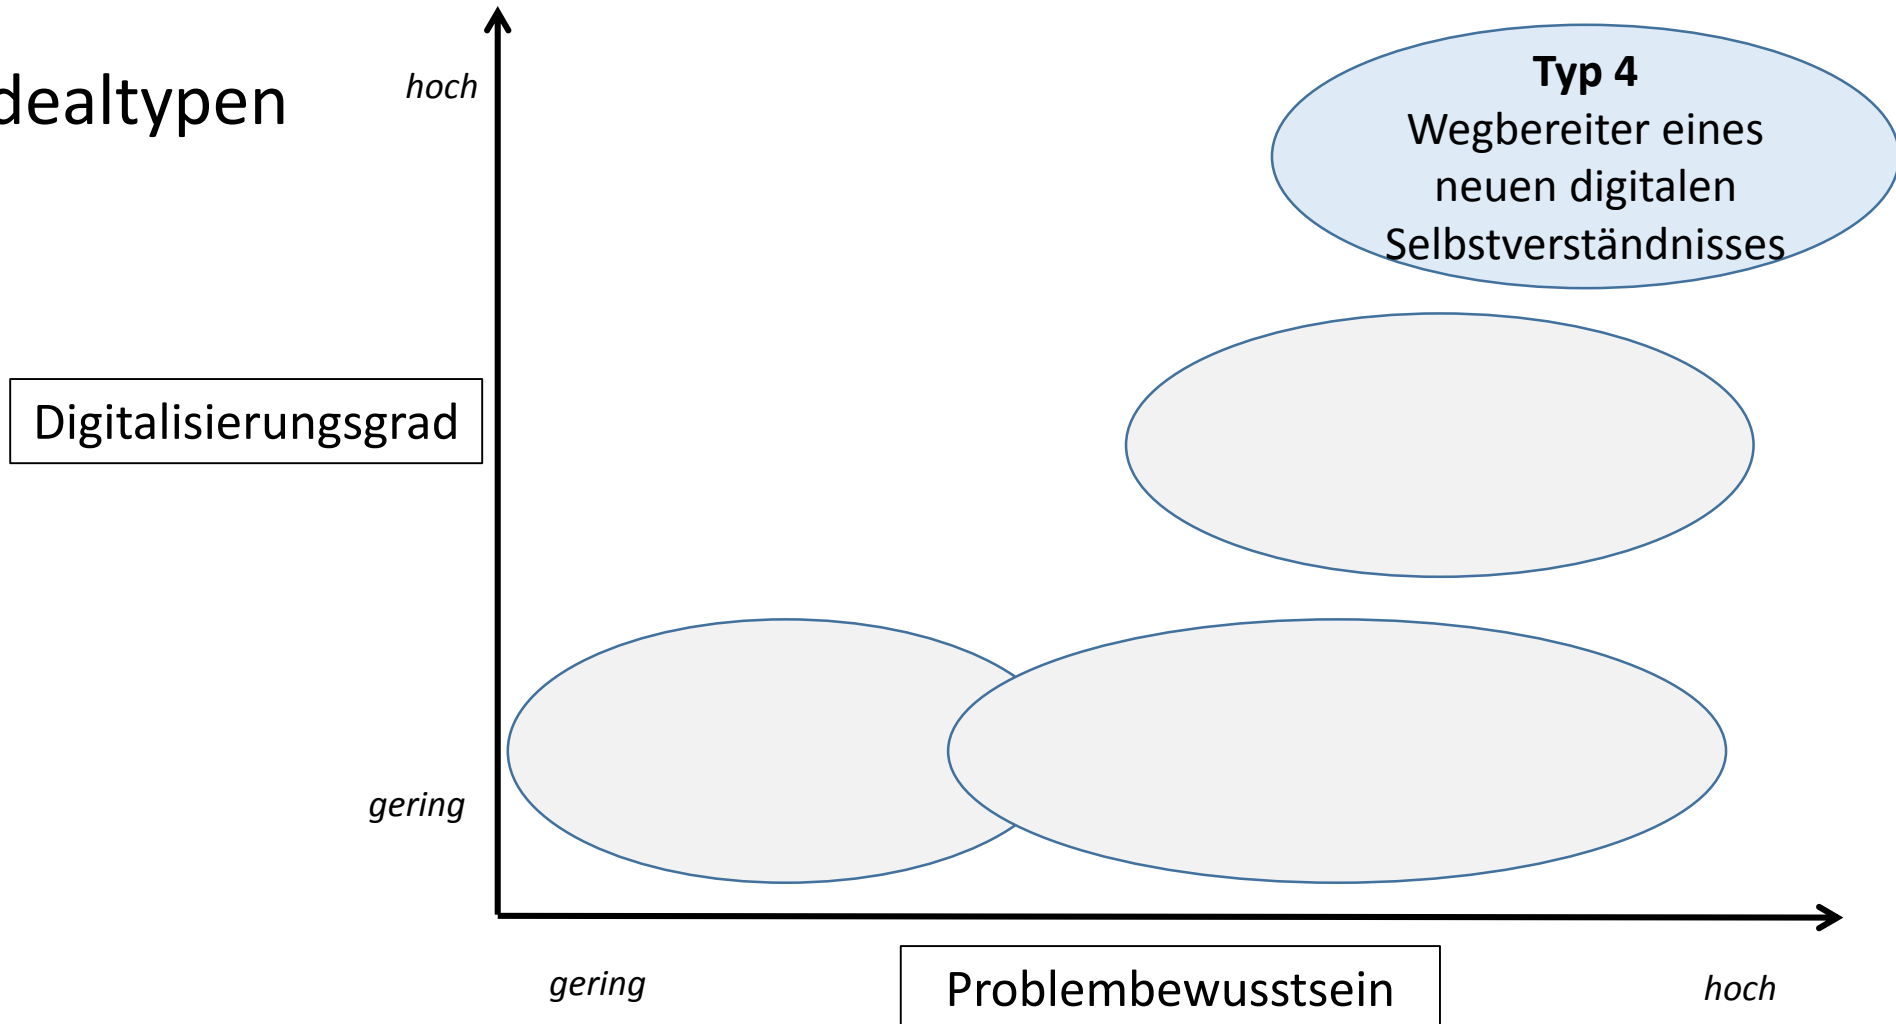 dealtypen
hoch
Typ 4
Wegbereiter eines
neuen digitalen
Selbstverständnisses
Digitalisierungsgrad
gering
gering
Problembewusstsein
hoch